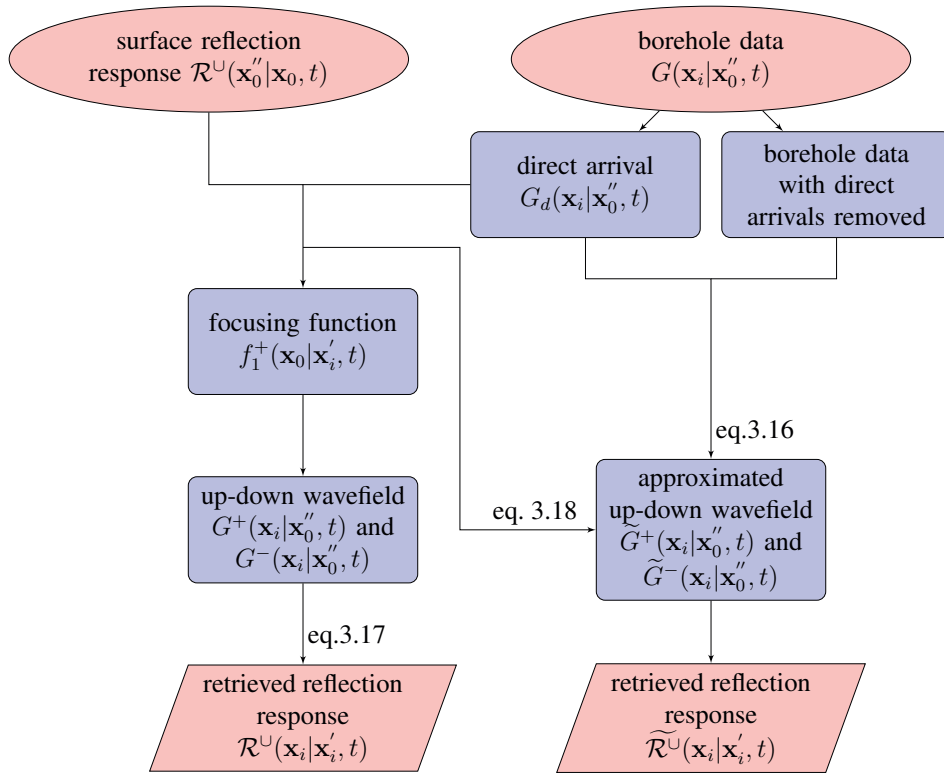 surface reflection
response ℛ^∪(x₀″|x₀, t)
borehole data
G(xᵢ|x₀″, t)
direct arrival
G_d(xᵢ|x₀″, t)
borehole data
with direct
arrivals removed
focusing function
f₁⁺(x₀|xᵢ′, t)
eq.3.16
up-down wavefield
G⁺(xᵢ|x₀″, t) and
G⁻(xᵢ|x₀″, t)
eq. 3.18
approximated
up-down wavefield
G̃⁺(xᵢ|x₀″, t) and
G̃⁻(xᵢ|x₀″, t)
eq.3.17
retrieved reflection
response
ℛ^∪(xᵢ|xᵢ′, t)
retrieved reflection
response
ℛ̃^∪(xᵢ|xᵢ′, t)